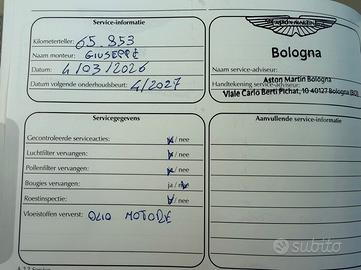 Service-informatie
Kilometerteller: 65.853
Naam monteur: GIUSEPPE
Datum: 4/03/2026
Datum volgende onderhoudsbeurt: 4/2027
ASTON MARTIN
Bologna
Naam service-adviseur:
Aston Martin Bologna
Handtekening service-adviseur:
Viale Carlo Berti Pichat, 10 40127 Bologna (BO)
Servicegegevens
Gecontroleerde serviceacties: ja / nee
Luchtfilter vervangen: ja / nee
Pollenfilter vervangen: ja / nee
Bougies vervangen: ja / nee
Roestinspectie: ja / nee
Vloeistoffen ververst: OLIO MOTORE
Aanvullende service-informatie
subito